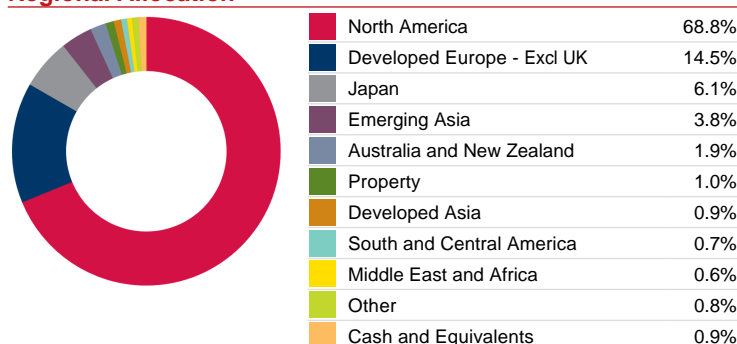 Regional Allocation
North America 68.8%
Developed Europe - Excl UK 14.5%
Japan 6.1%
Emerging Asia 3.8%
Australia and New Zealand 1.9%
Property 1.0%
Developed Asia 0.9%
South and Central America 0.7%
Middle East and Africa 0.6%
Other 0.8%
Cash and Equivalents 0.9%